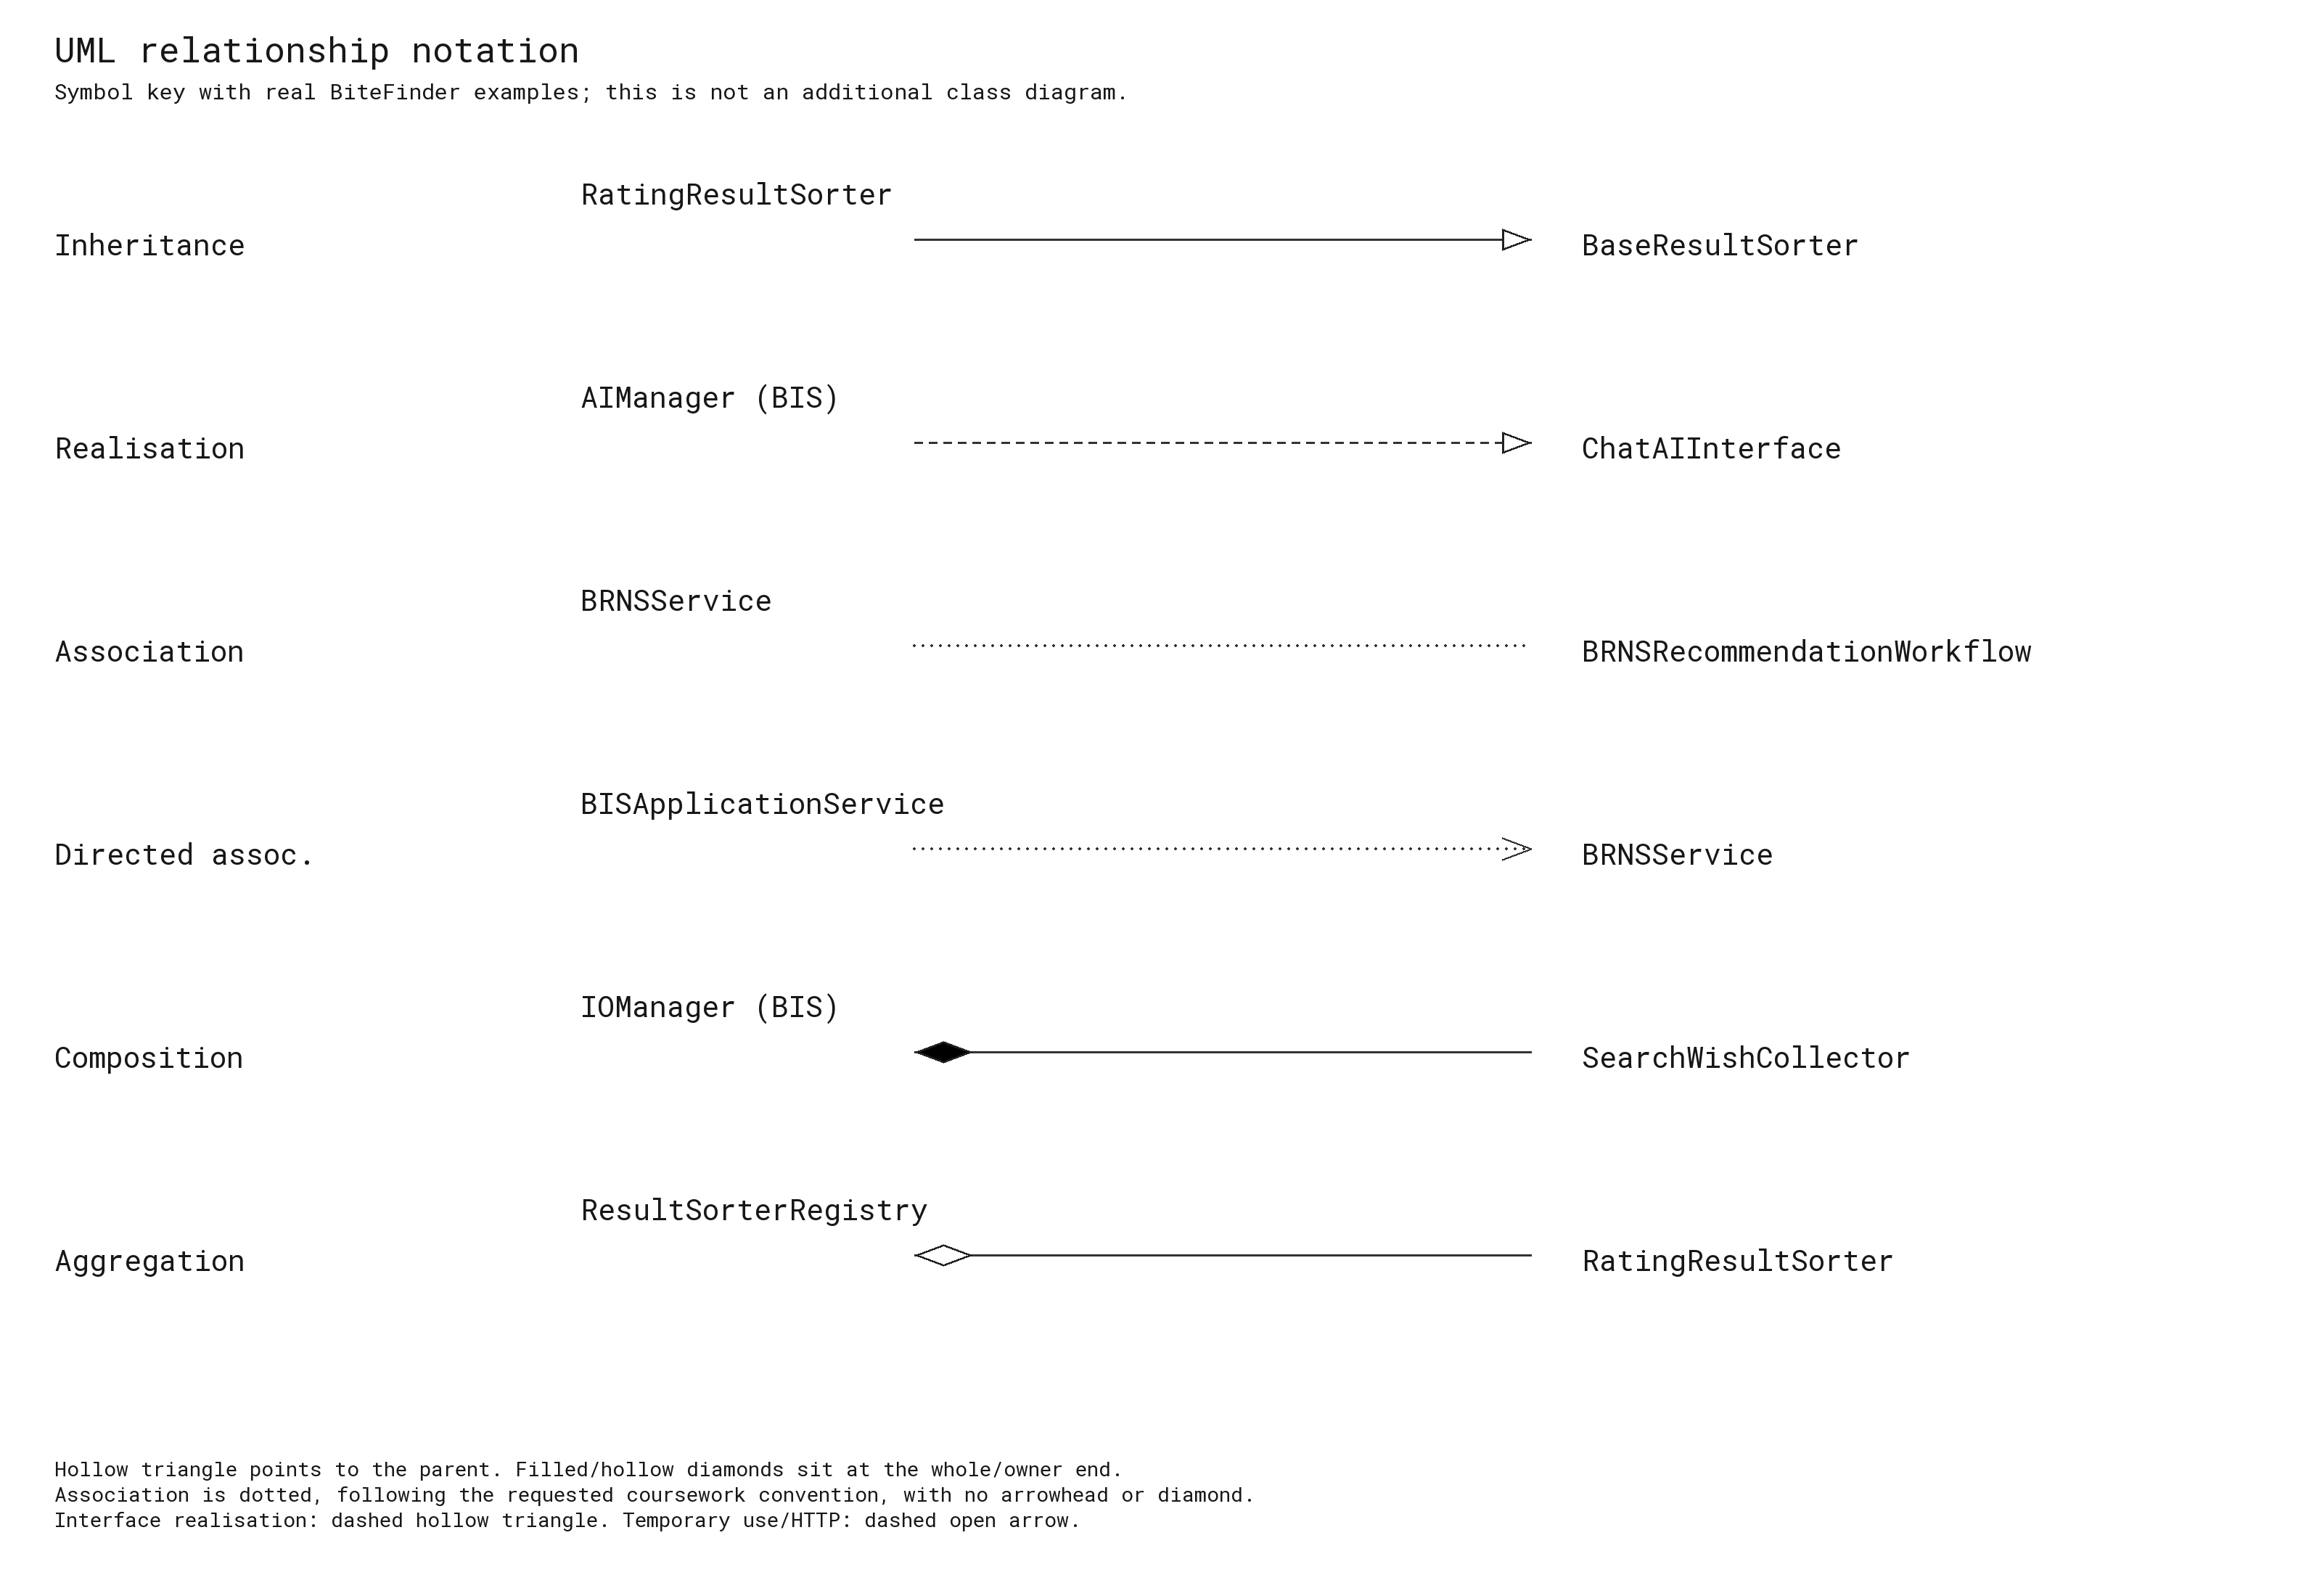 UML relationship notation
Symbol key with real BiteFinder examples; this is not an additional class diagram.
RatingResultSorter
Inheritance
BaseResultSorter
AIManager (BIS)
Realisation
ChatAIInterface
BRNSService
Association
BRNSRecommendationWorkflow
BISApplicationService
Directed assoc.
BRNSService
IOManager (BIS)
Composition
SearchWishCollector
ResultSorterRegistry
Aggregation
RatingResultSorter
Hollow triangle points to the parent. Filled/hollow diamonds sit at the whole/owner end.
Association is dotted, following the requested coursework convention, with no arrowhead or diamond.
Interface realisation: dashed hollow triangle. Temporary use/HTTP: dashed open arrow.